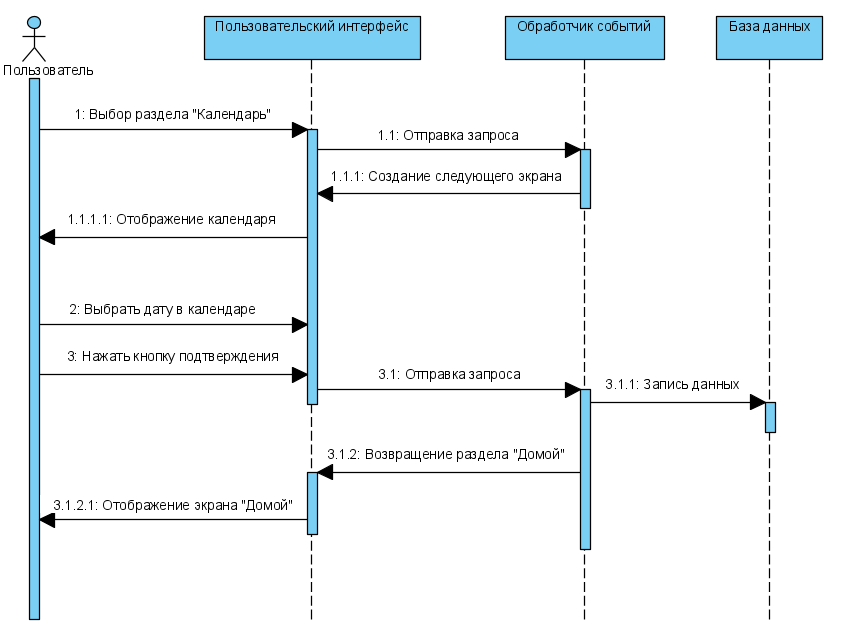 Пользовательский интерфейс
Обработчик событий
База данных
Пользователь
1: Выбор раздела "Календарь"
1.1: Отправка запроса
1.1.1: Создание следующего экрана
1.1.1.1: Отображение календаря
2: Выбрать дату в календаре
3: Нажать кнопку подтверждения
3.1: Отправка запроса
3.1.1: Запись данных
3.1.2: Возвращение раздела "Домой"
3.1.2.1: Отображение экрана "Домой"